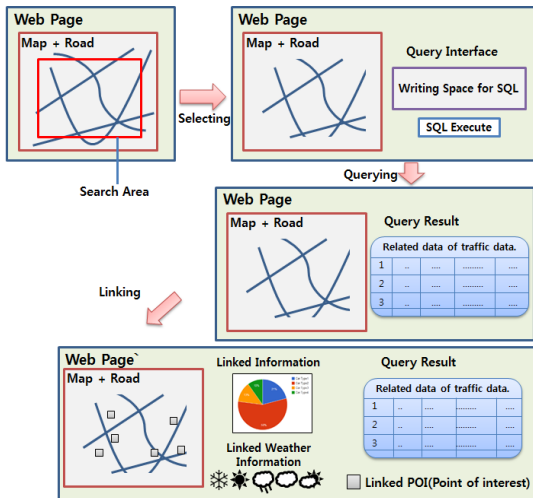 Web Page
Map + Road
Search Area
Selecting
Web Page
Map + Road
Query Interface
Writing Space for SQL
SQL Execute
Querying
Web Page
Map + Road
Query Result
Related data of traffic data.
1 .. .... ......... ....
2 .. .... ......... ....
3 .. .... ......... ....
Linking
Web Page`
Map + Road
Linked Information
Linked Weather
Information
Query Result
Related data of traffic data.
1 .. .... ......... ....
2 .. .... ......... ....
3 .. .... ......... ....
Linked POI(Point of interest)